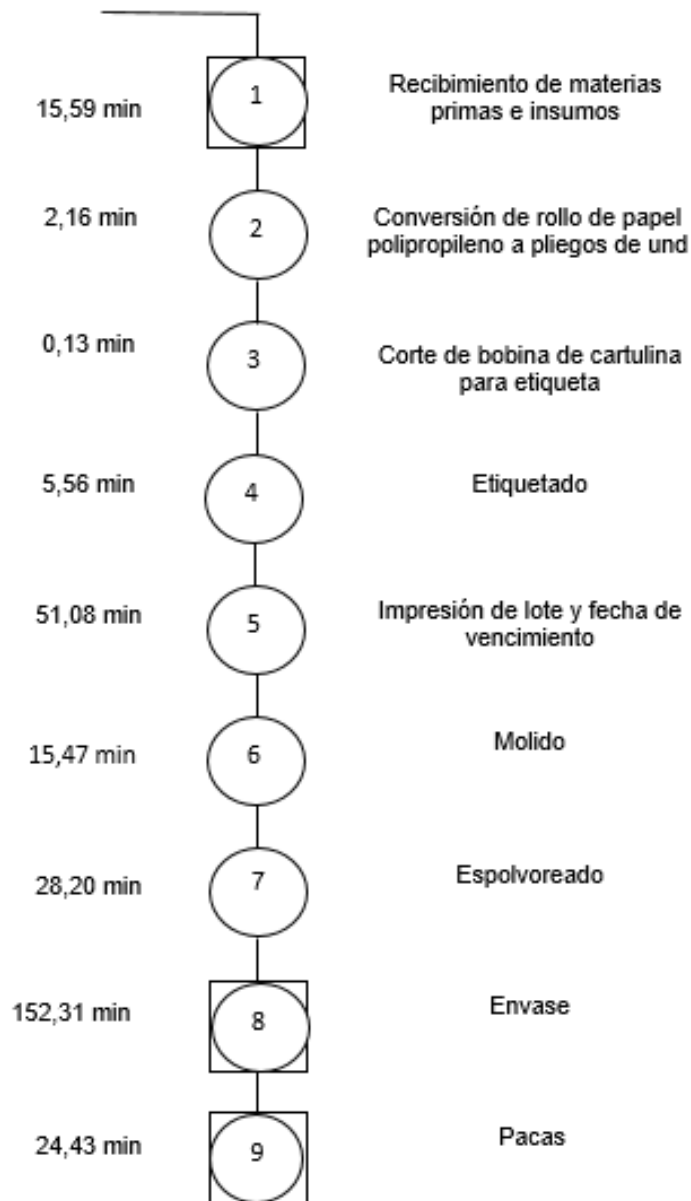 15,59 min
1
Recibimiento de materias
primas e insumos
2,16 min
2
Conversión de rollo de papel
polipropileno a pliegos de und
0,13 min
3
Corte de bobina de cartulina
para etiqueta
5,56 min
4
Etiquetado
51,08 min
5
Impresión de lote y fecha de
vencimiento
15,47 min
6
Molido
28,20 min
7
Espolvoreado
152,31 min
8
Envase
24,43 min
9
Pacas